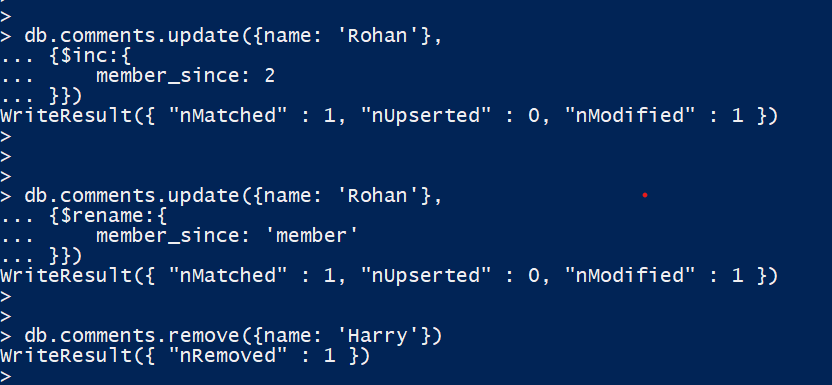 >
> db.comments.update({name: 'Rohan'},
... {$inc:{
...     member_since: 2
... }})
WriteResult({ "nMatched" : 1, "nUpserted" : 0, "nModified" : 1 })
>
>
>
> db.comments.update({name: 'Rohan'},
... {$rename:{
...     member_since: 'member'
... }})
WriteResult({ "nMatched" : 1, "nUpserted" : 0, "nModified" : 1 })
>
>
> db.comments.remove({name: 'Harry'})
WriteResult({ "nRemoved" : 1 })
>